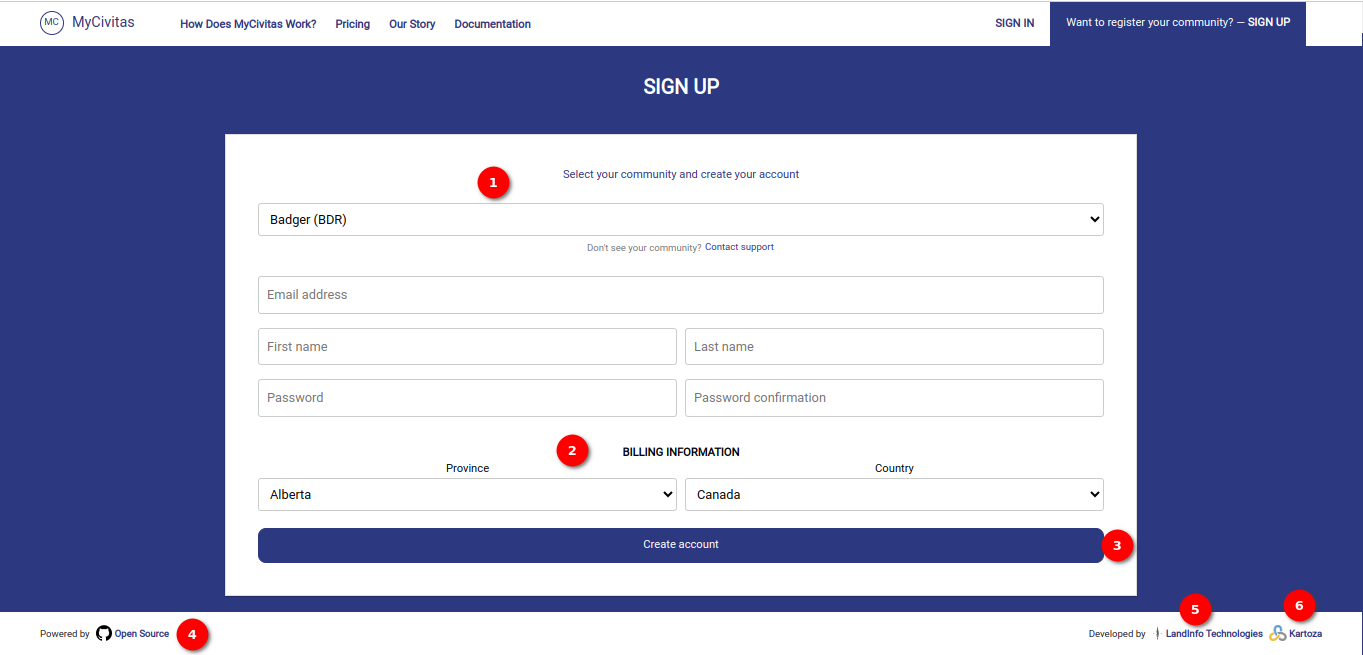 MC MyCivitas How Does MyCivitas Work? Pricing Our Story Documentation SIGN IN Want to register your community? — SIGN UP
SIGN UP
1 Select your community and create your account
Badger (BDR)
Don't see your community? Contact support
Email address
First name Last name
Password Password confirmation
2 BILLING INFORMATION
Province Country
Alberta Canada
Create account 3
Powered by Open Source 4 Developed by 5 LandInfo Technologies 6 Kartoza